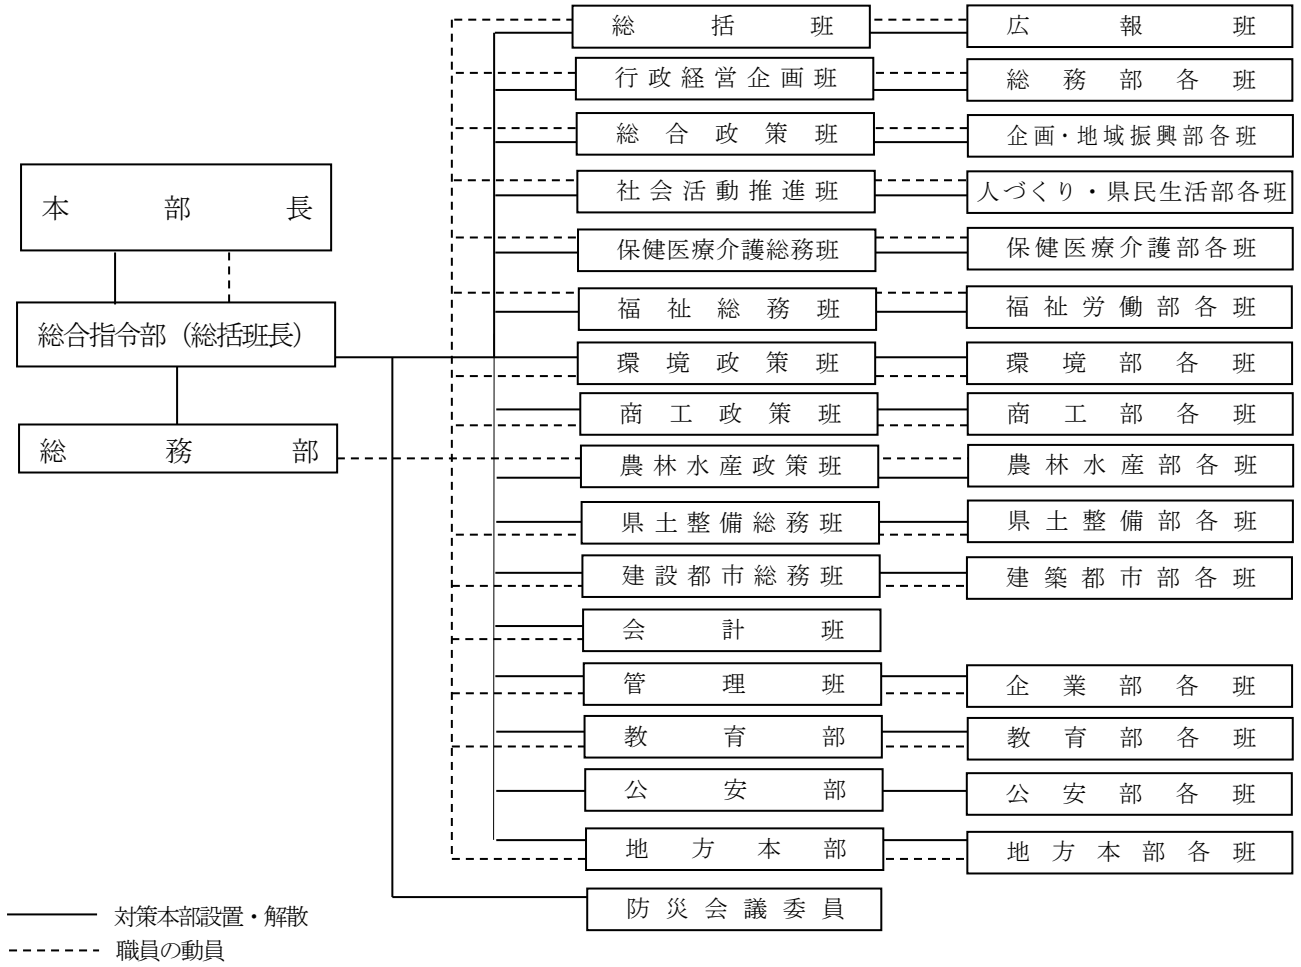 総括班
広報班
行政経営企画班
総務部各班
総合政策班
企画・地域振興部各班
本部長
社会活動推進班
人づくり・県民生活部各班
保健医療介護総務班
保健医療介護部各班
福祉総務班
福祉労働部各班
総合指令部(総括班長)
環境政策班
環境部各班
商工政策班
商工部各班
総務部
農林水産政策班
農林水産部各班
県土整備総務班
県土整備部各班
建設都市総務班
建築都市部各班
会計班
管理班
企業部各班
教育部
教育部各班
公安部
公安部各班
地方本部
地方本部各班
防災会議委員
対策本部設置・解散
職員の動員